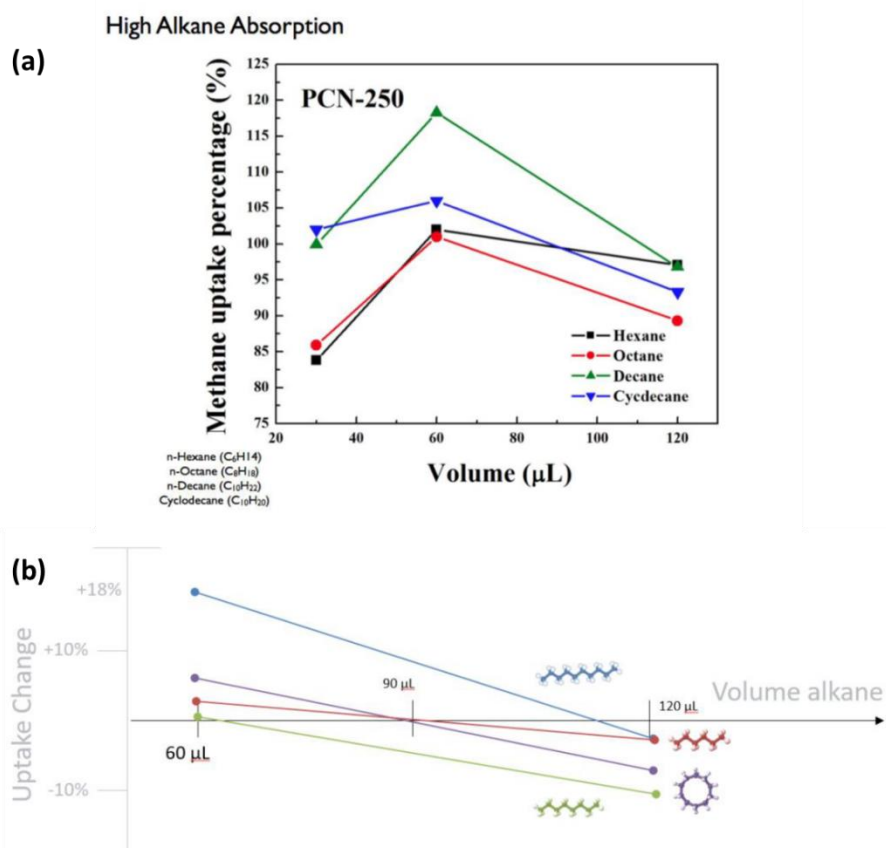 High Alkane Absorption
(a)
Methane uptake percentage (%)
125
120
115
110
105
100
95
90
85
80
75
PCN-250
Hexane
Octane
Decane
Cycdecane
20
40
60
80
100
120
Volume (μL)
n-Hexane (C₆H14)
n-Octane (C₈H₁₈)
n-Decane (C₁₀H₂₂)
Cyclodecane (C₁₀H₂₀)
(b)
Uptake Change
+18%
+10%
-10%
60 μL
90 μL
120 μL
Volume alkane